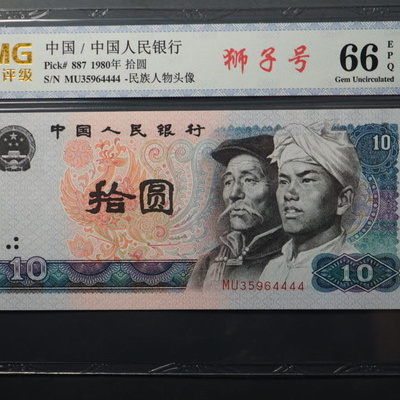 MG 中国 / 中国人民银行
评级 Pick# 887 1980年 拾圆
S/N MU35964444 -民族人物头像
狮子号
66 EPQ
Gem Uncirculated
中国人民银行
10
拾圆
10
10
MU35964444